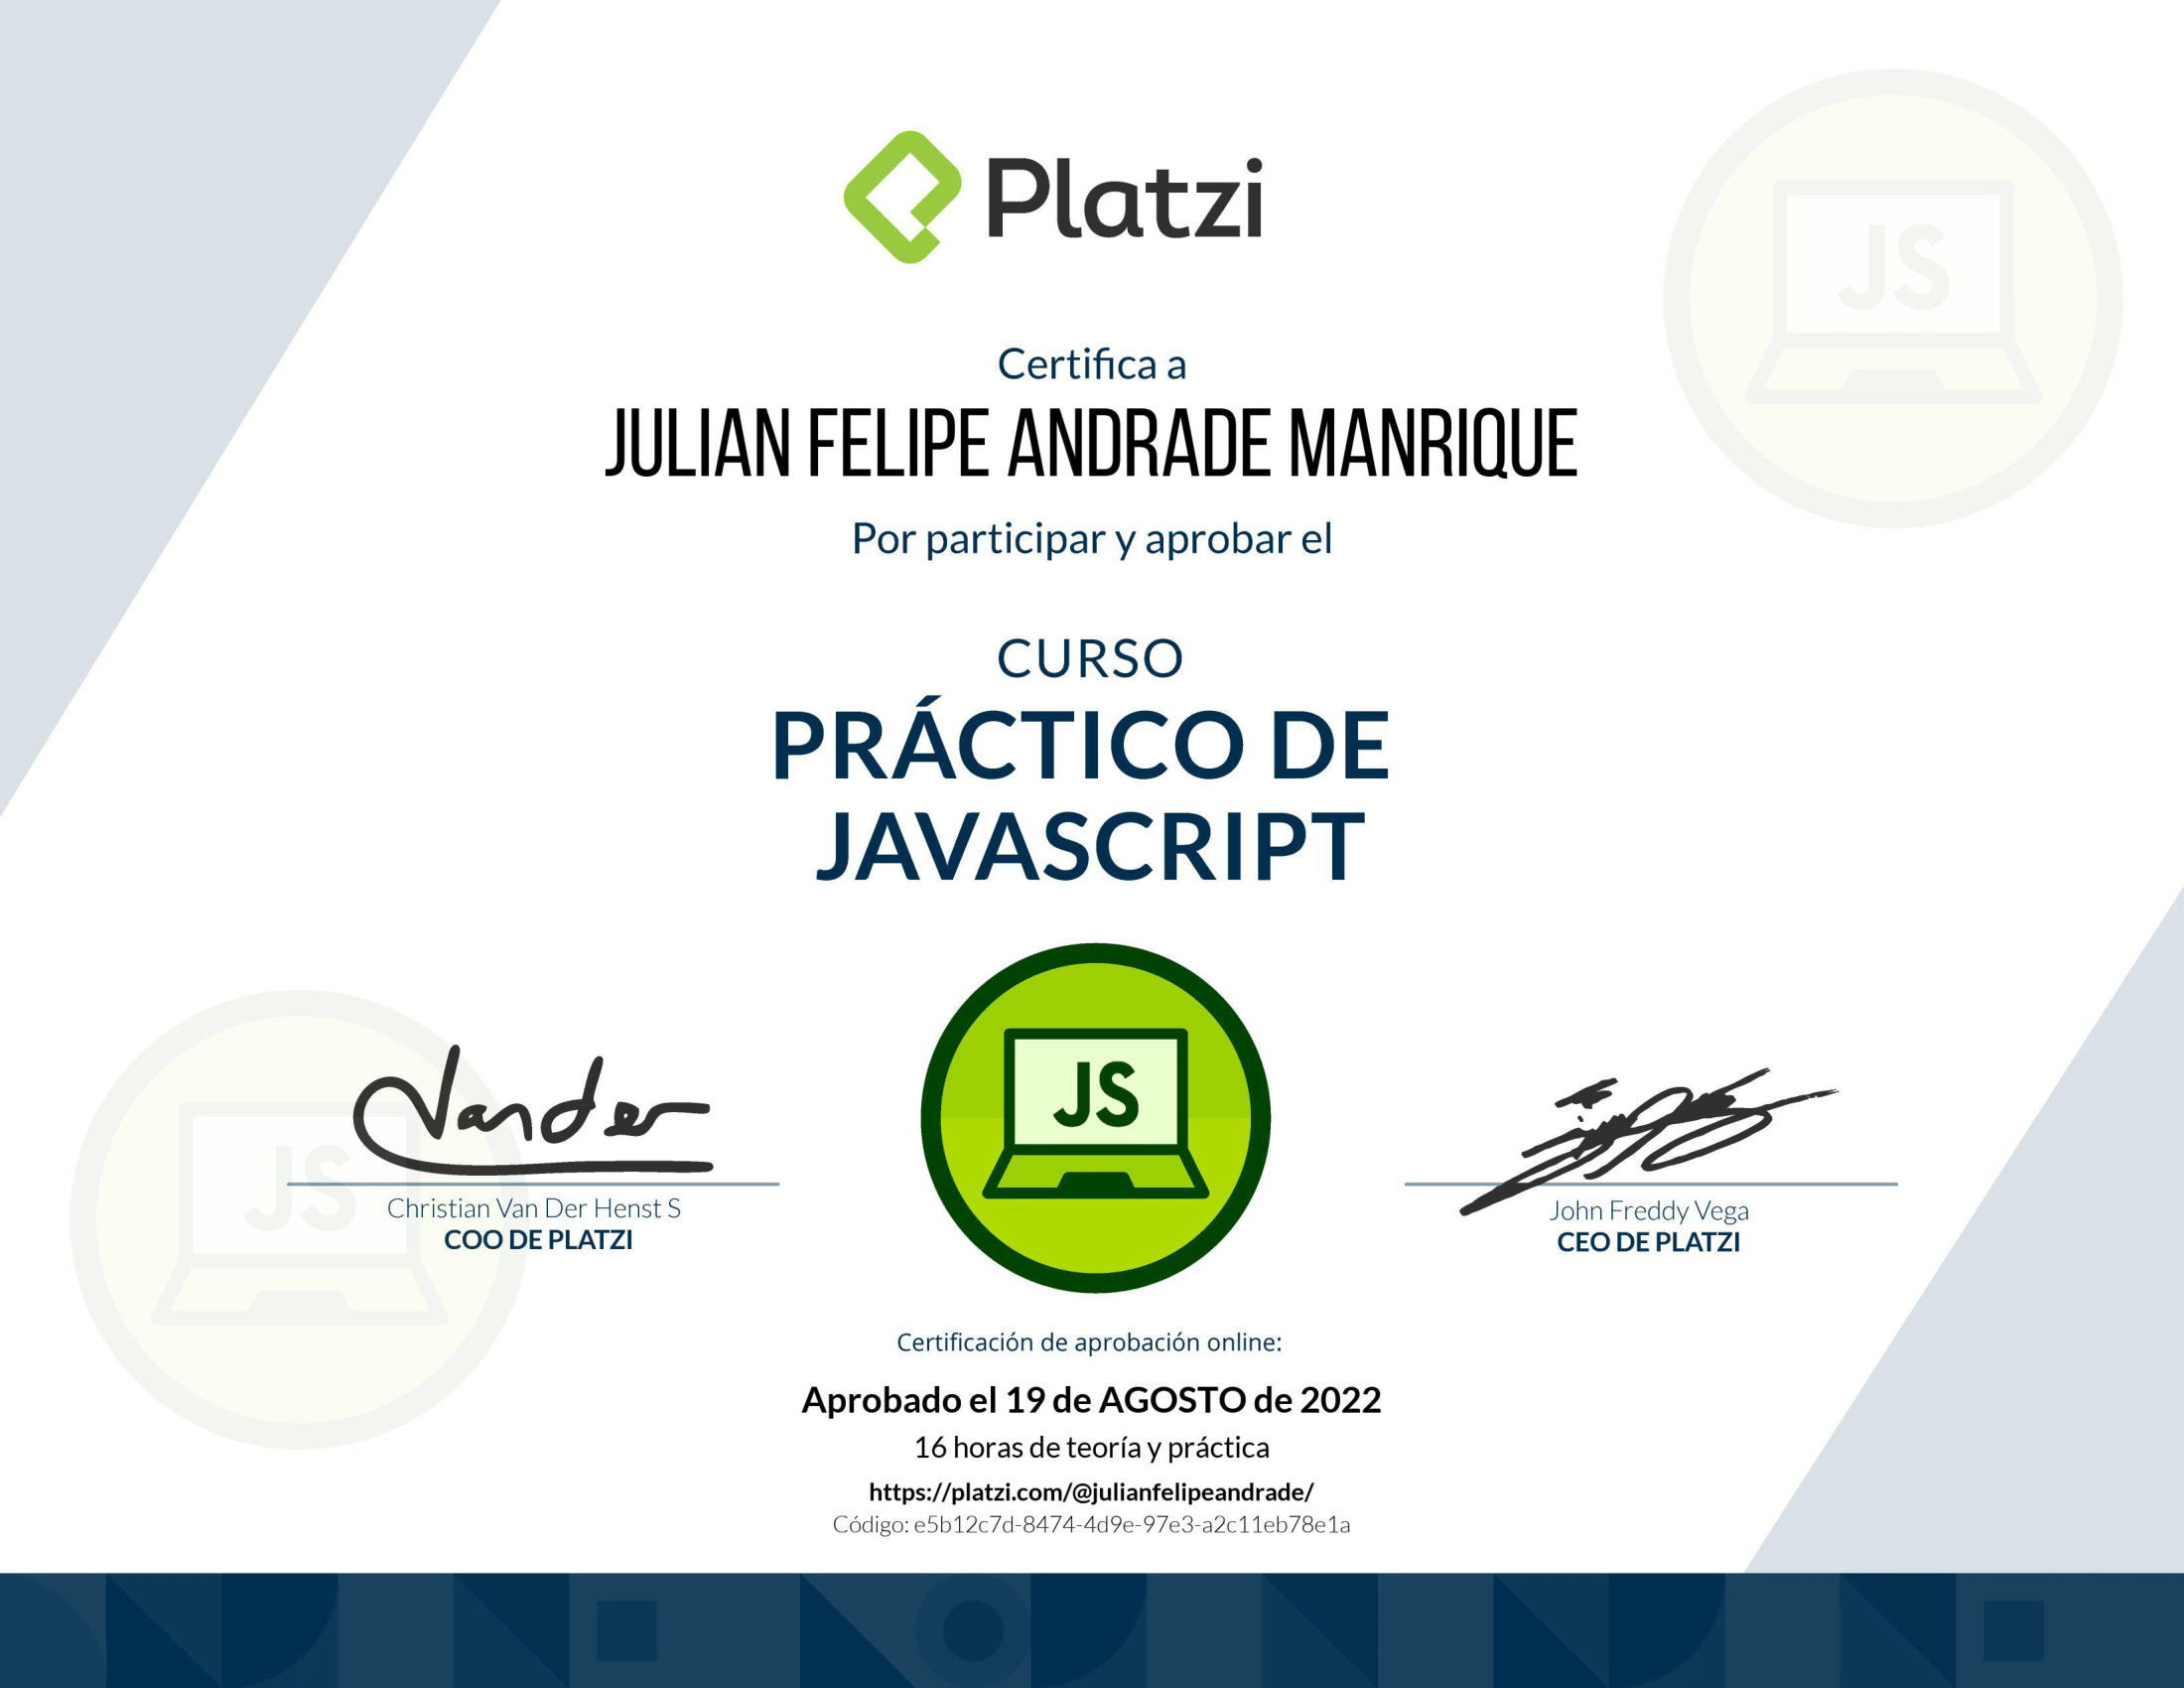 Platzi
JS
Certifica a
JULIAN FELIPE ANDRADE MANRIQUE
Por participar y aprobar el
CURSO
PRÁCTICO DE
JAVASCRIPT
Vander
JS
JS
Christian Van Der Henst S
COO DE PLATZI
John Freddy Vega
CEO DE PLATZI
Certificación de aprobación online:
Aprobado el 19 de AGOSTO de 2022
16 horas de teoría y práctica
https://platzi.com/@julianfelipeandrade/
Código: e5b12c7d-8474-4d9e-97e3-a2c11eb78e1a